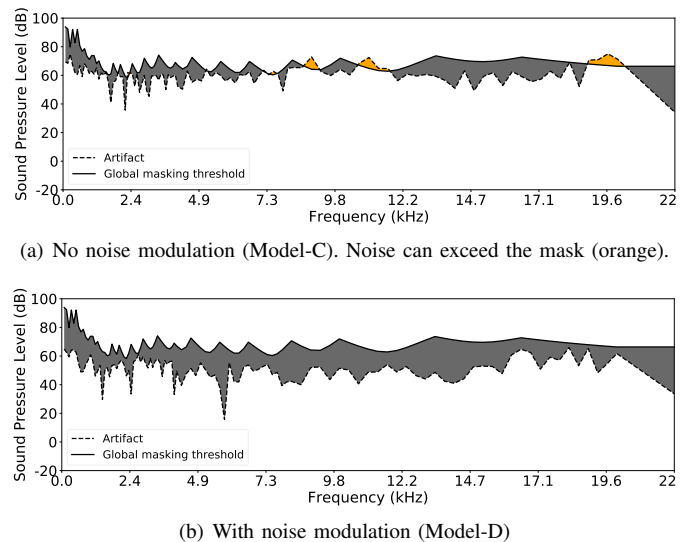 100
80
60
40
20
0
-20
Sound Pressure Level (dB)
Artifact
Global masking threshold
0.0 2.4 4.9 7.3 9.8 12.2 14.7 17.1 19.6 22
Frequency (kHz)
(a) No noise modulation (Model-C). Noise can exceed the mask (orange).
100
80
60
40
20
0
-20
Sound Pressure Level (dB)
Artifact
Global masking threshold
0.0 2.4 4.9 7.3 9.8 12.2 14.7 17.1 19.6 22
Frequency (kHz)
(b) With noise modulation (Model-D)